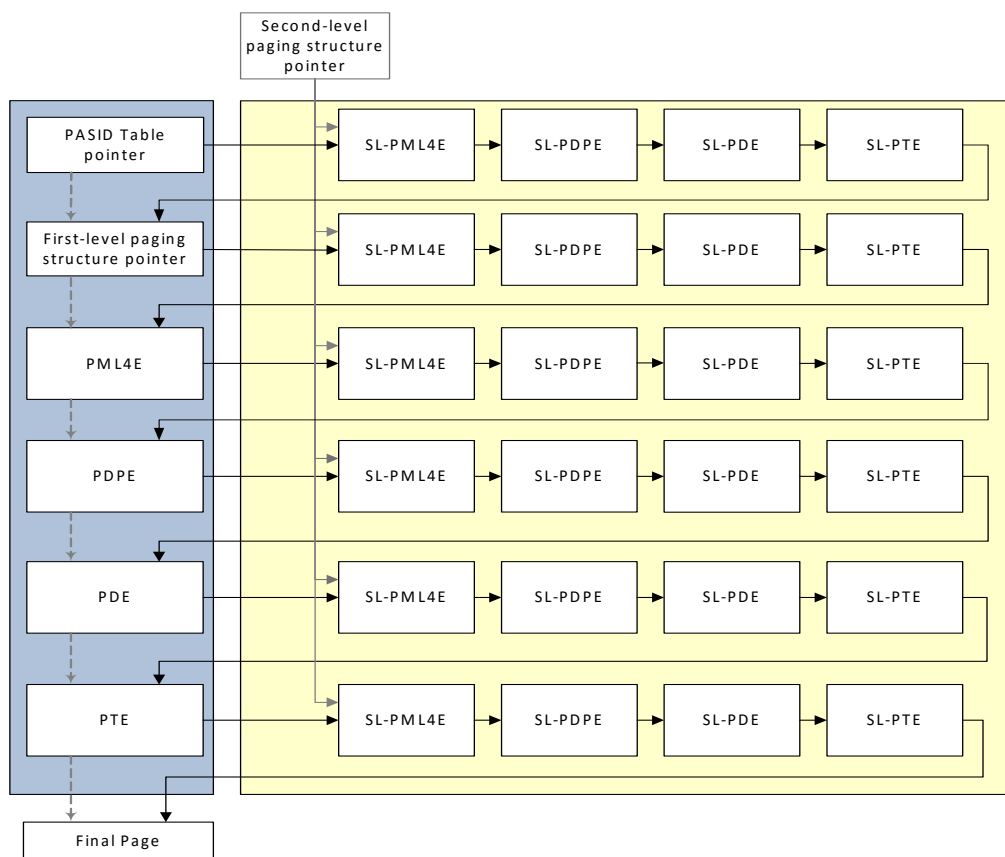 Second-level
paging structure
pointer
PASID Table
pointer
SL-PML4E
SL-PDPE
SL-PDE
SL-PTE
First-level paging
structure pointer
SL-PML4E
SL-PDPE
SL-PDE
SL-PTE
PML4E
SL-PML4E
SL-PDPE
SL-PDE
SL-PTE
PDPE
SL-PML4E
SL-PDPE
SL-PDE
SL-PTE
PDE
SL-PML4E
SL-PDPE
SL-PDE
SL-PTE
PTE
SL-PML4E
SL-PDPE
SL-PDE
SL-PTE
Final Page